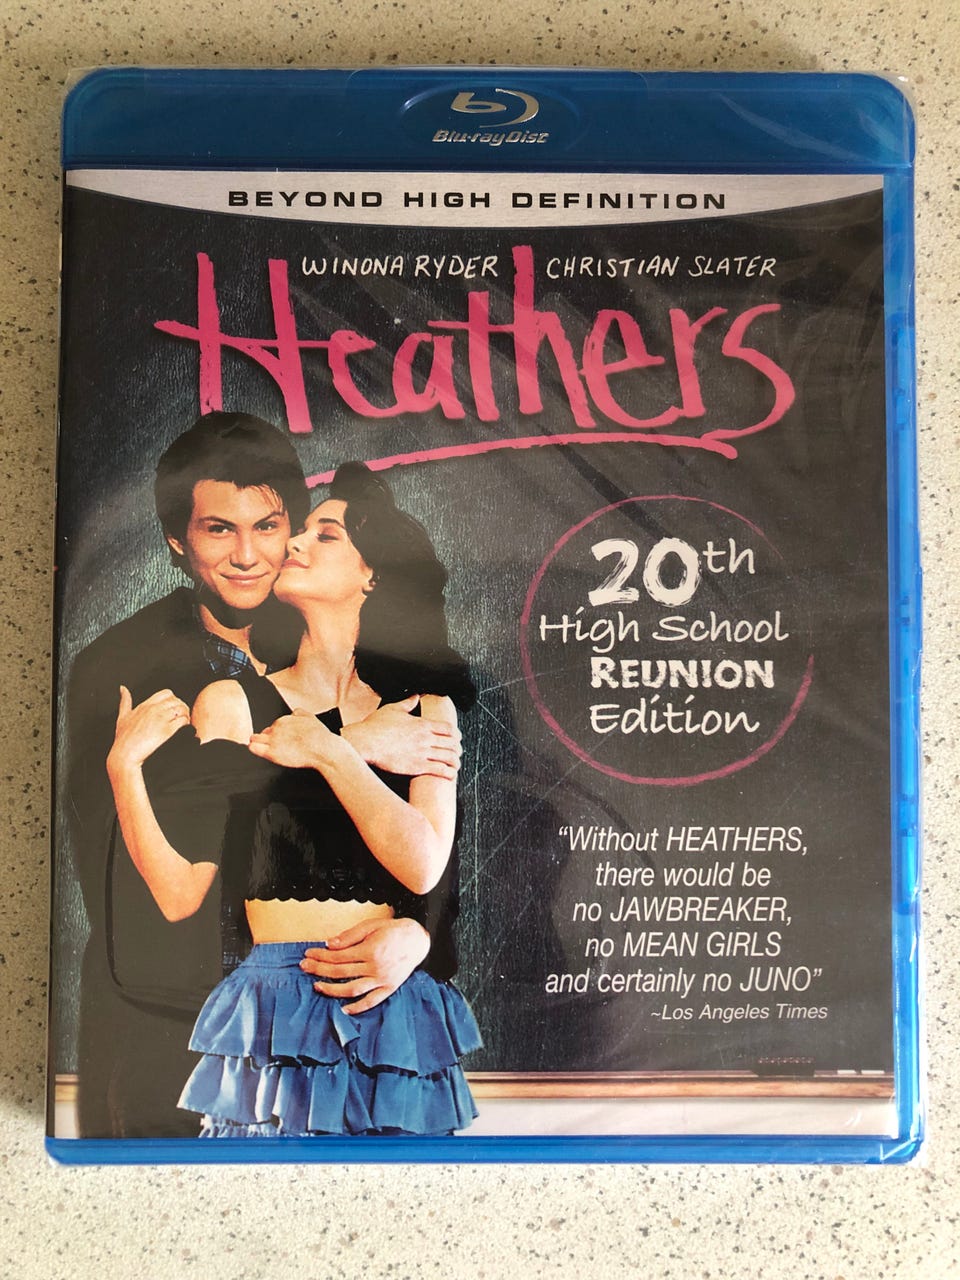 Blu-ray Disc
BEYOND HIGH DEFINITION
WINONA RYDER CHRISTIAN SLATER
Heathers
20th
High School
REUNION
Edition
“Without HEATHERS,
there would be
no JAWBREAKER,
no MEAN GIRLS
and certainly no JUNO”
~Los Angeles Times